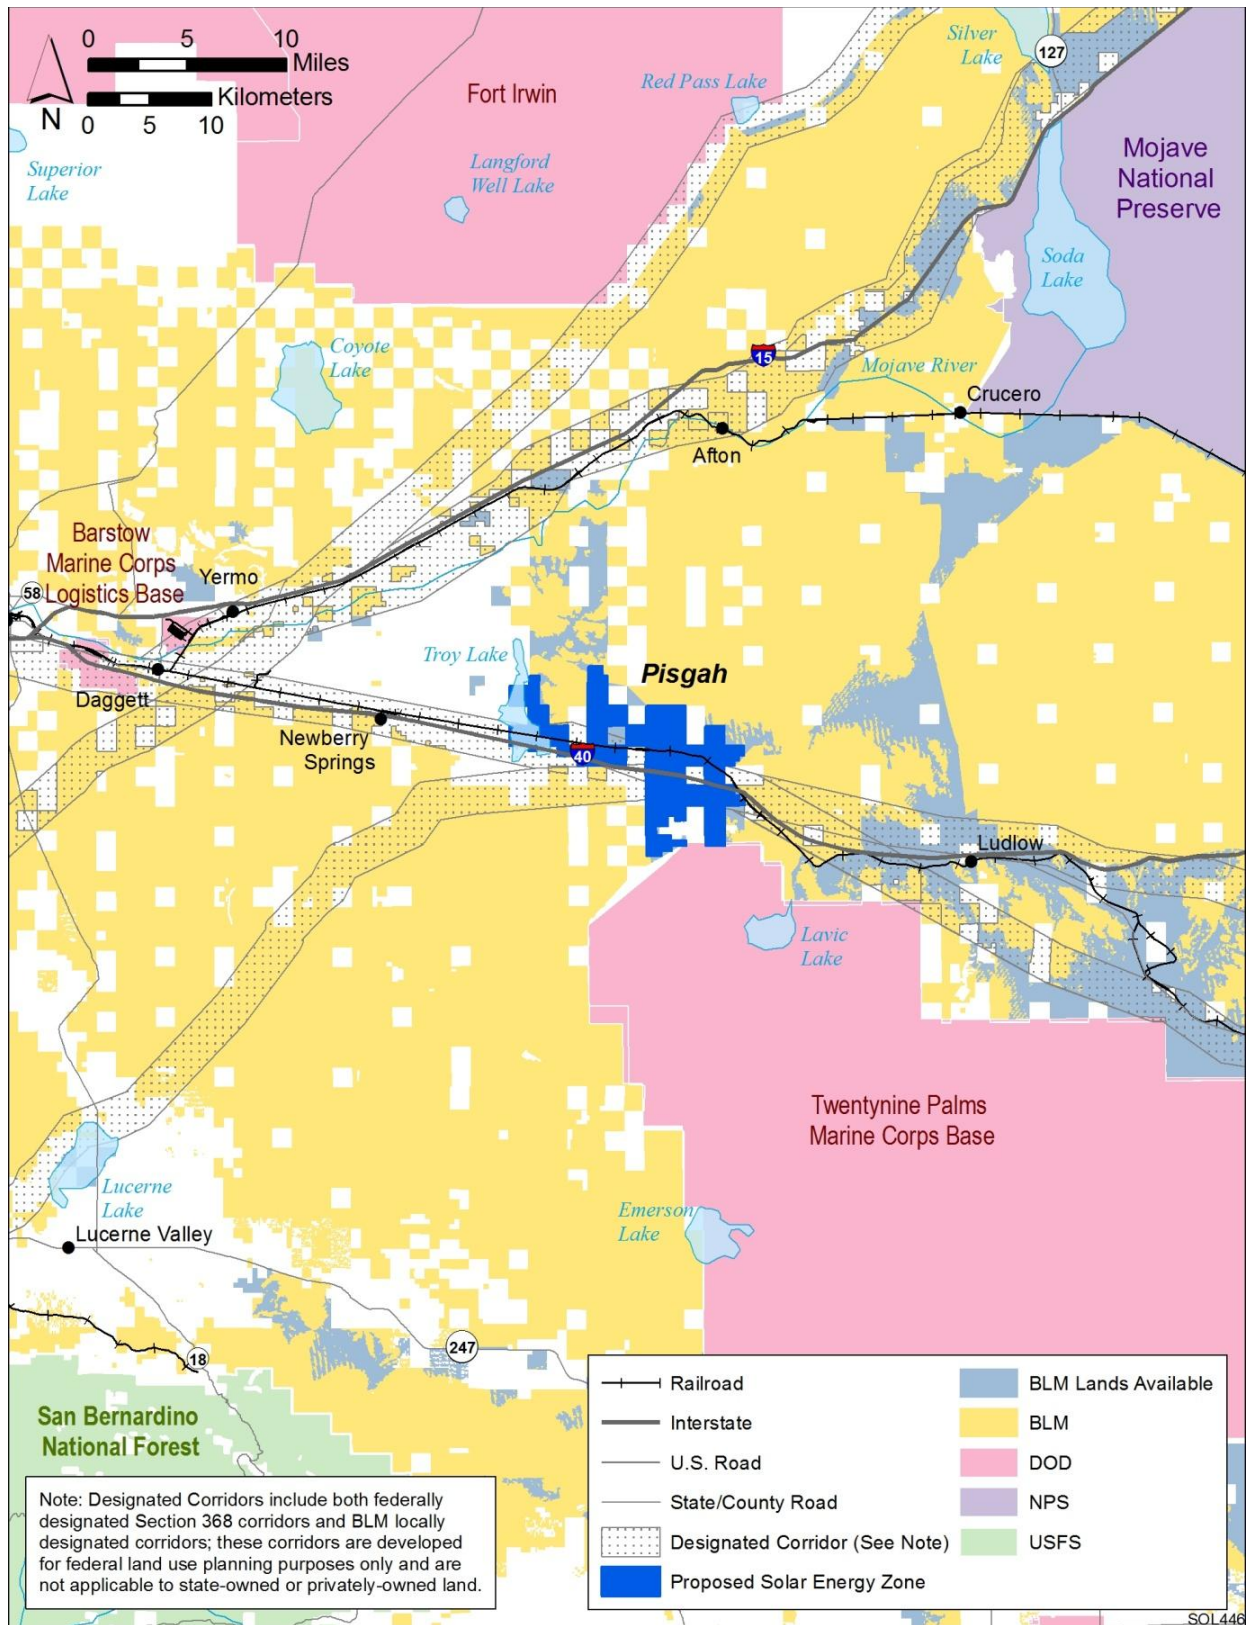 0 5 10
Miles
Kilometers
0 5 10
N
Fort Irwin
Red Pass Lake
Silver
Lake
127
Superior
Lake
Langford
Well Lake
Mojave
National
Preserve
Soda
Lake
Coyote
Lake
15
Mojave River
Crucero
Afton
Barstow
Marine Corps
Logistics Base
58
Yermo
Daggett
Troy Lake
Pisgah
Newberry
Springs
40
Ludlow
Lavic
Lake
Twentynine Palms
Marine Corps Base
Lucerne
Lake
Emerson
Lake
Lucerne Valley
247
18
San Bernardino
National Forest
Note: Designated Corridors include both federally
designated Section 368 corridors and BLM locally
designated corridors; these corridors are developed
for federal land use planning purposes only and are
not applicable to state-owned or privately-owned land.
Railroad
Interstate
U.S. Road
State/County Road
Designated Corridor (See Note)
Proposed Solar Energy Zone
BLM Lands Available
BLM
DOD
NPS
USFS
SOL446